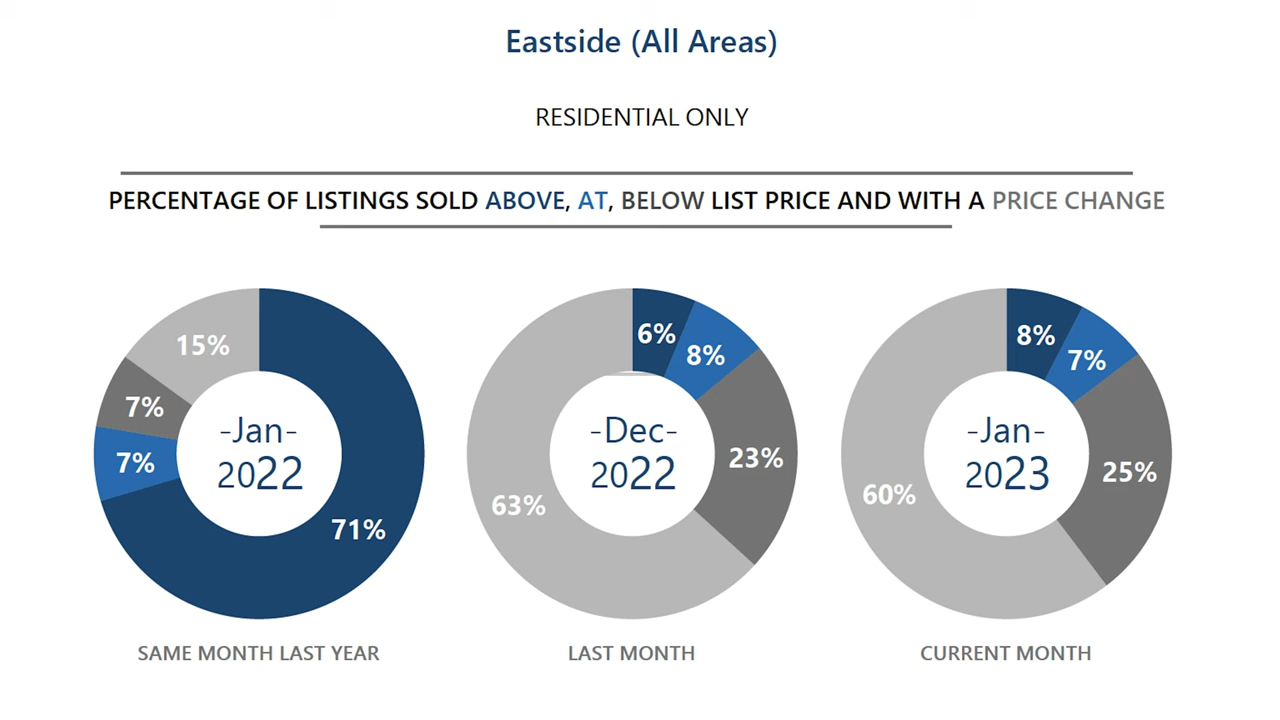 Eastside (All Areas)
RESIDENTIAL ONLY
PERCENTAGE OF LISTINGS SOLD ABOVE, AT, BELOW LIST PRICE AND WITH A PRICE CHANGE
15%
7%
7%
71%
-Jan-
2022
SAME MONTH LAST YEAR
6%
8%
23%
63%
-Dec-
2022
LAST MONTH
8%
7%
25%
60%
-Jan-
2023
CURRENT MONTH